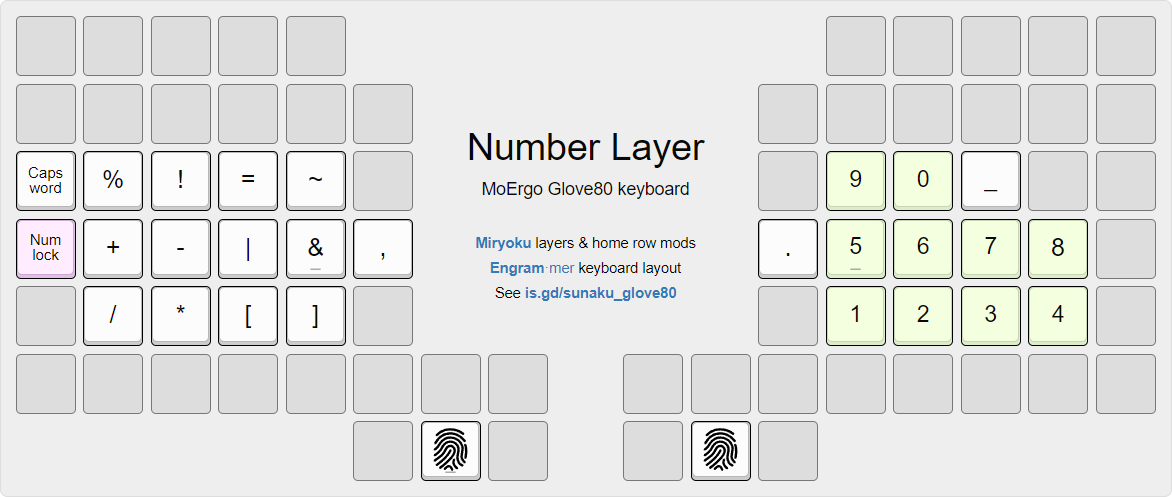 Number Layer
MoErgo Glove80 keyboard
Caps
word
% ! = ~
9 0 _
Miryoku layers & home row mods
Engram·mer keyboard layout
See is.gd/sunaku_glove80
Num
lock
+ - | & ,
. 5 6 7 8
/ * [ ]
1 2 3 4